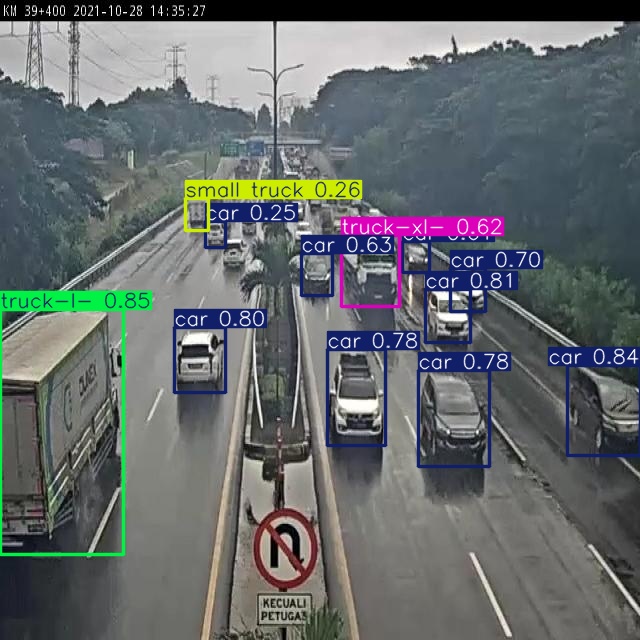 KM 39+400 2021-10-28 14:35:27
small truck 0.26
car 0.25
truck-xl- 0.62
car 0.63
car 0.70
car 0.81
truck-l- 0.85
car 0.80
car 0.78
car 0.78
car 0.84
KECUALI
PETUGAS